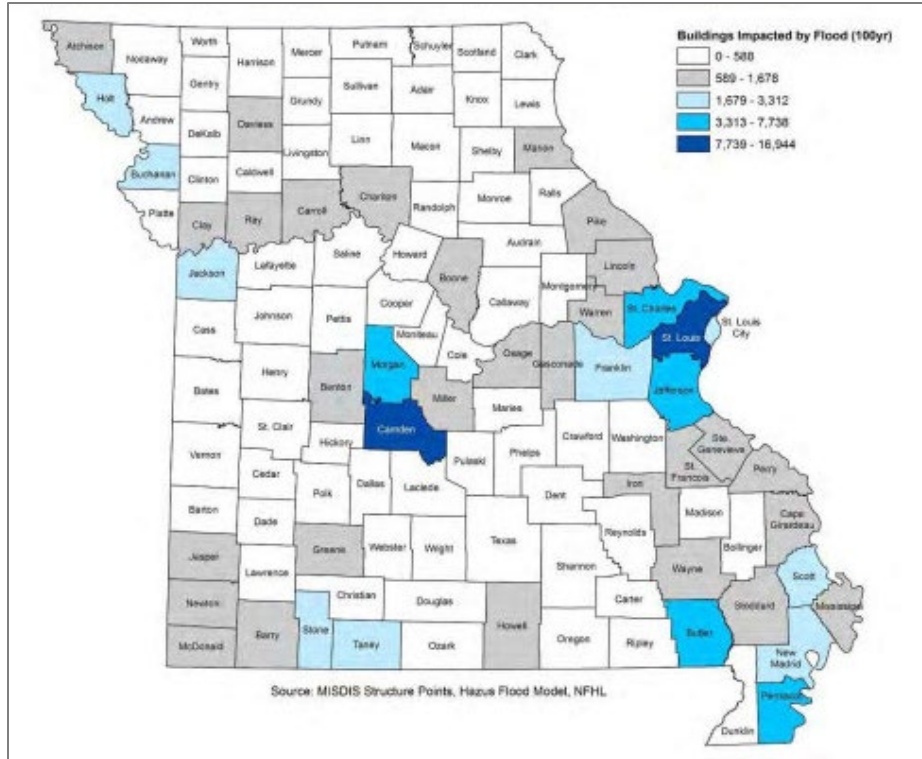 Buildings Impacted by Flood (100yr)
0 - 588
589 - 1,678
1,679 - 3,312
3,313 - 7,738
7,739 - 16,944
Atchison
Nodaway
Worth
Harrison
Mercer
Putnam
Schuyler
Scotland
Clark
Holt
Andrew
Gentry
Grundy
Sullivan
Adair
Knox
Lewis
DeKalb
Daviess
Livingston
Linn
Macon
Shelby
Marion
Buchanan
Clinton
Caldwell
Chariton
Randolph
Monroe
Ralls
Platte
Clay
Ray
Carroll
Pike
Audrain
Jackson
Lafayette
Saline
Howard
Boone
Callaway
Montgomery
Lincoln
Warren
St. Charles
St. Louis
St. Louis
City
Cass
Johnson
Pettis
Cooper
Moniteau
Cole
Osage
Gasconade
Franklin
Jefferson
Bates
Henry
Benton
Morgan
Miller
Maries
St. Clair
Hickory
Camden
Pulaski
Phelps
Crawford
Washington
Ste.
Genevieve
St.
Francois
Perry
Vernon
Cedar
Polk
Dallas
Laclede
Dent
Iron
Madison
Cape
Girardeau
Bollinger
Reynolds
Barton
Dade
Greene
Webster
Wright
Texas
Shannon
Wayne
Scott
Jasper
Lawrence
Christian
Douglas
Carter
Stoddard
Mississippi
Newton
Stone
Howell
Butler
New
Madrid
McDonald
Barry
Taney
Ozark
Oregon
Ripley
Pemiscot
Dunklin
Source: MISDIS Structure Points, Hazus Flood Model, NFHL